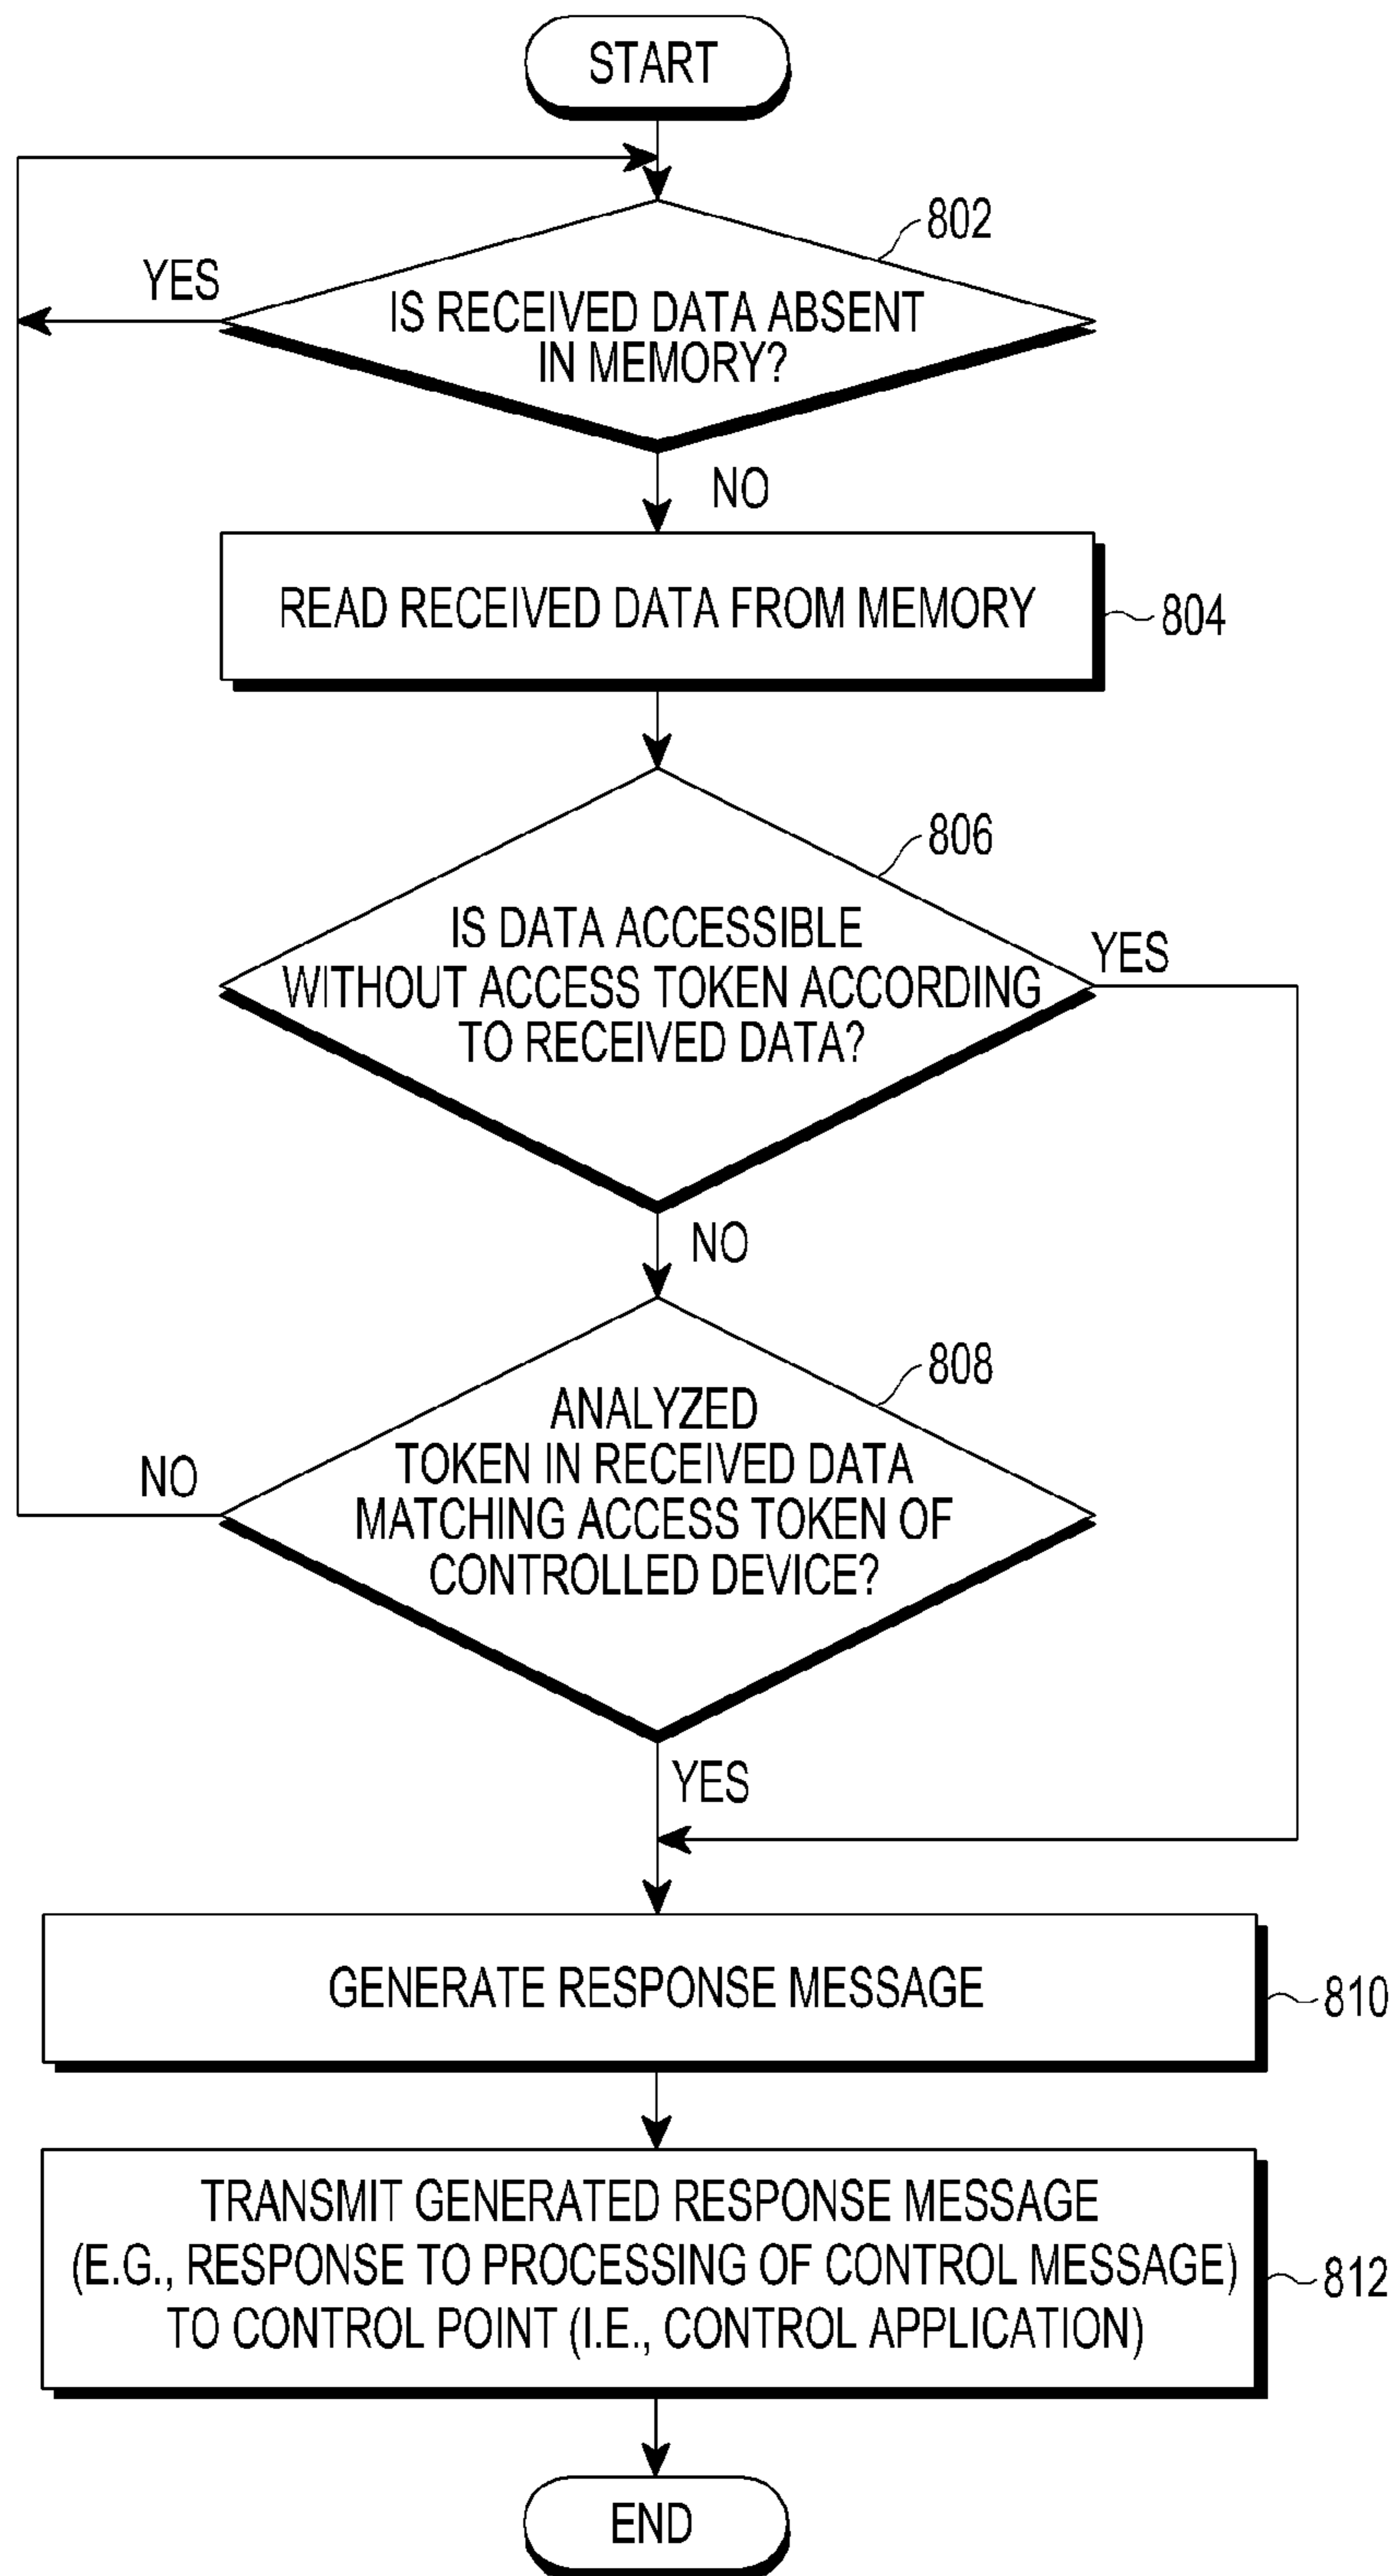 START
802
YES
IS RECEIVED DATA ABSENT
IN MEMORY?
NO
READ RECEIVED DATA FROM MEMORY
804
806
IS DATA ACCESSIBLE
WITHOUT ACCESS TOKEN ACCORDING
TO RECEIVED DATA?
YES
NO
808
ANALYZED
TOKEN IN RECEIVED DATA
MATCHING ACCESS TOKEN OF
CONTROLLED DEVICE?
NO
YES
GENERATE RESPONSE MESSAGE
810
TRANSMIT GENERATED RESPONSE MESSAGE
(E.G., RESPONSE TO PROCESSING OF CONTROL MESSAGE)
TO CONTROL POINT (I.E., CONTROL APPLICATION)
812
END